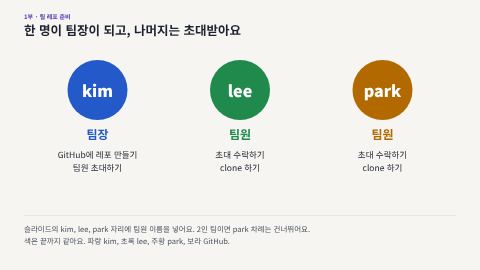 1부 · 팀 레포 준비
한 명이 팀장이 되고, 나머지는 초대받아요
kim
lee
park
팀장
팀원
팀원
GitHub에 레포 만들기
팀원 초대하기
초대 수락하기
clone 하기
초대 수락하기
clone 하기
슬라이드의 kim, lee, park 자리에 팀원 이름을 넣어요. 2인 팀이면 park 차례는 건너뛰어요.
색은 끝까지 같아요. 파랑 kim, 초록 lee, 주황 park, 보라 GitHub.